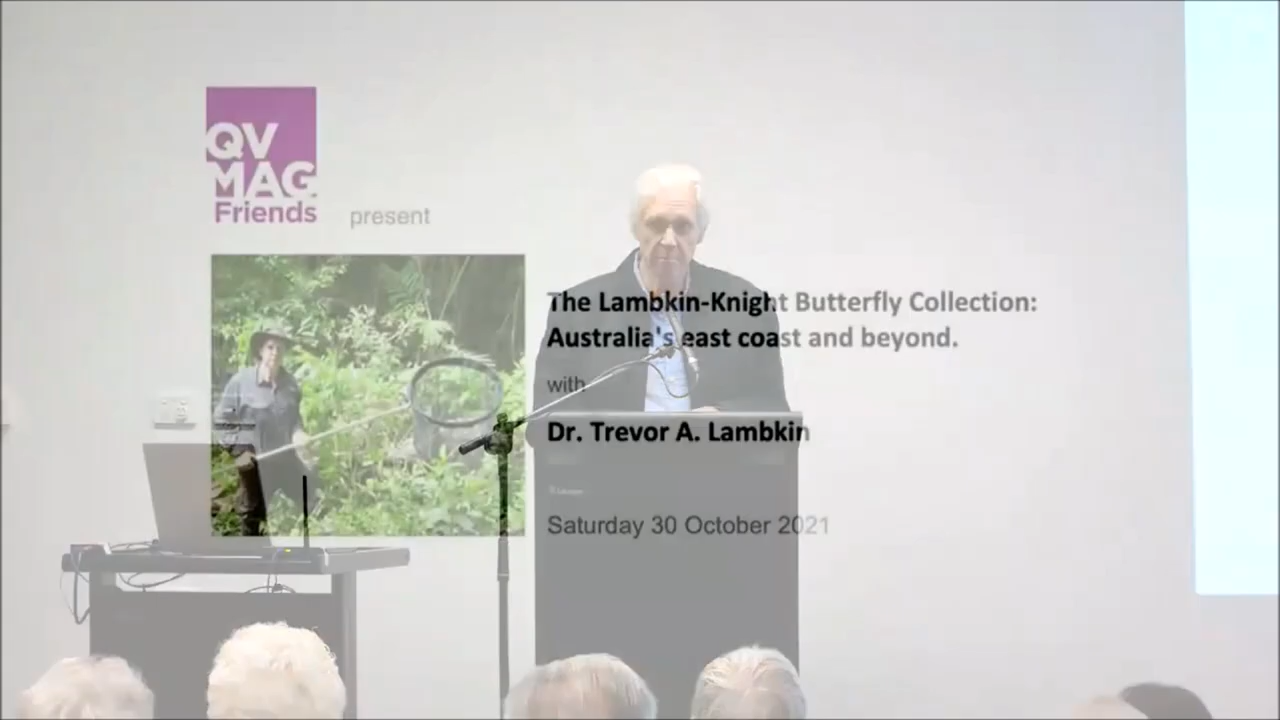 QV
MAG
Friends
present
The Lambkin-Knight Butterfly Collection:
Australia's east coast and beyond.
with
Dr. Trevor A. Lambkin
Saturday 30 October 2021